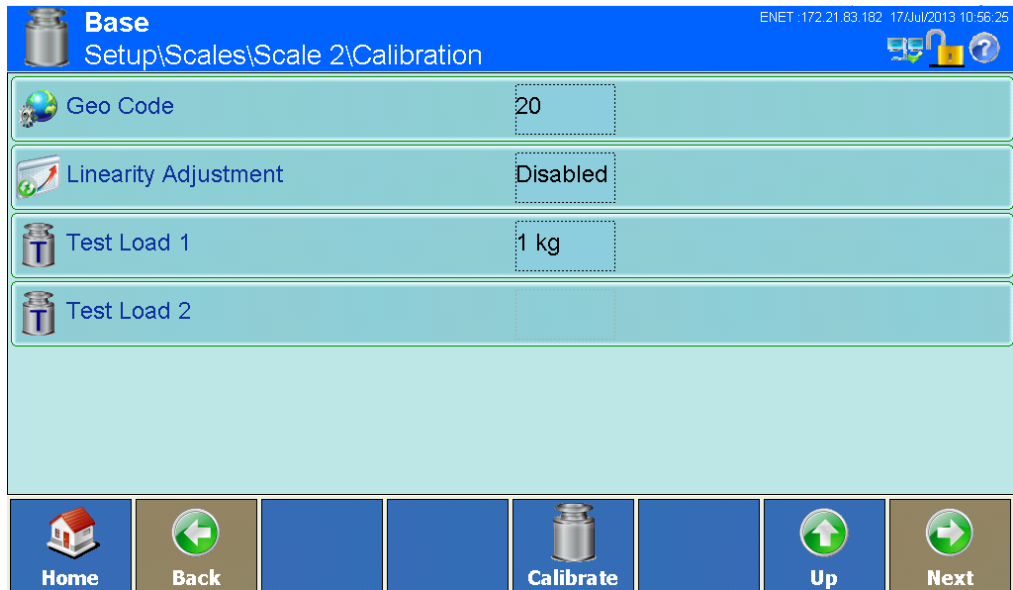 Base
ENET :172.21.83.182 17/Jul/2013 10:56:25
Setup\Scales\Scale 2\Calibration
Geo Code 20
Linearity Adjustment Disabled
T Test Load 1 1 kg
T Test Load 2
Home Back Calibrate Up Next